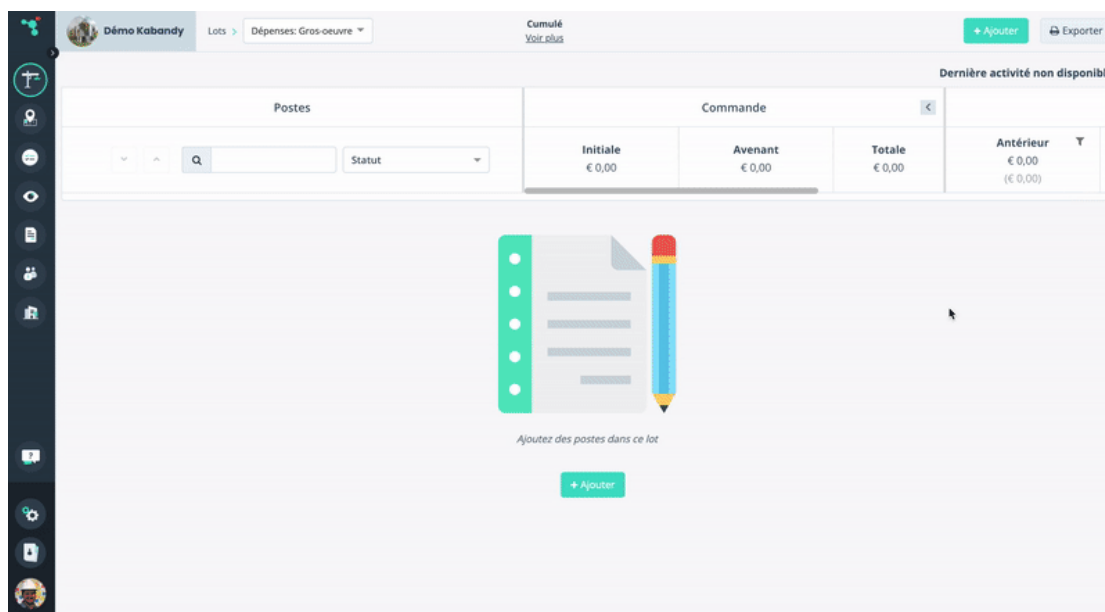 Démo Kabandy
Lots > Dépenses: Gros-oeuvre
Cumulé
Voir plus
+ Ajouter
Exporter
Dernière activité non disponibl
Postes
Commande
Statut
Initiale
€ 0,00
Avenant
€ 0,00
Totale
€ 0,00
Antérieur
€ 0,00
(€ 0,00)
Ajoutez des postes dans ce lot
+ Ajouter